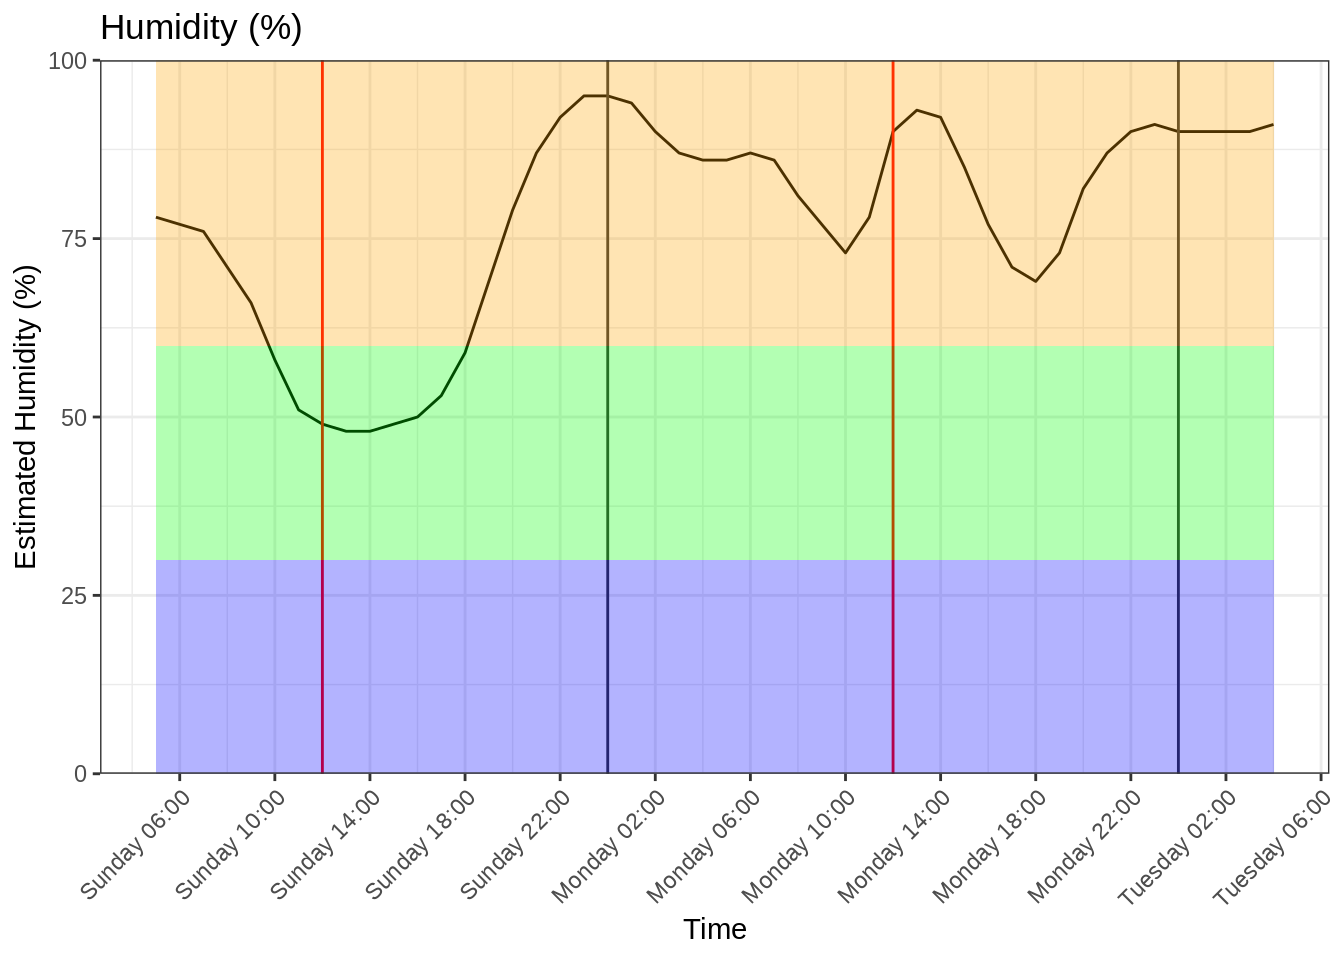 Humidity (%)
Estimated Humidity (%)
100
75
50
25
0
Sunday 06:00
Sunday 10:00
Sunday 14:00
Sunday 18:00
Sunday 22:00
Monday 02:00
Monday 06:00
Monday 10:00
Monday 14:00
Monday 18:00
Monday 22:00
Tuesday 02:00
Tuesday 06:00
Time